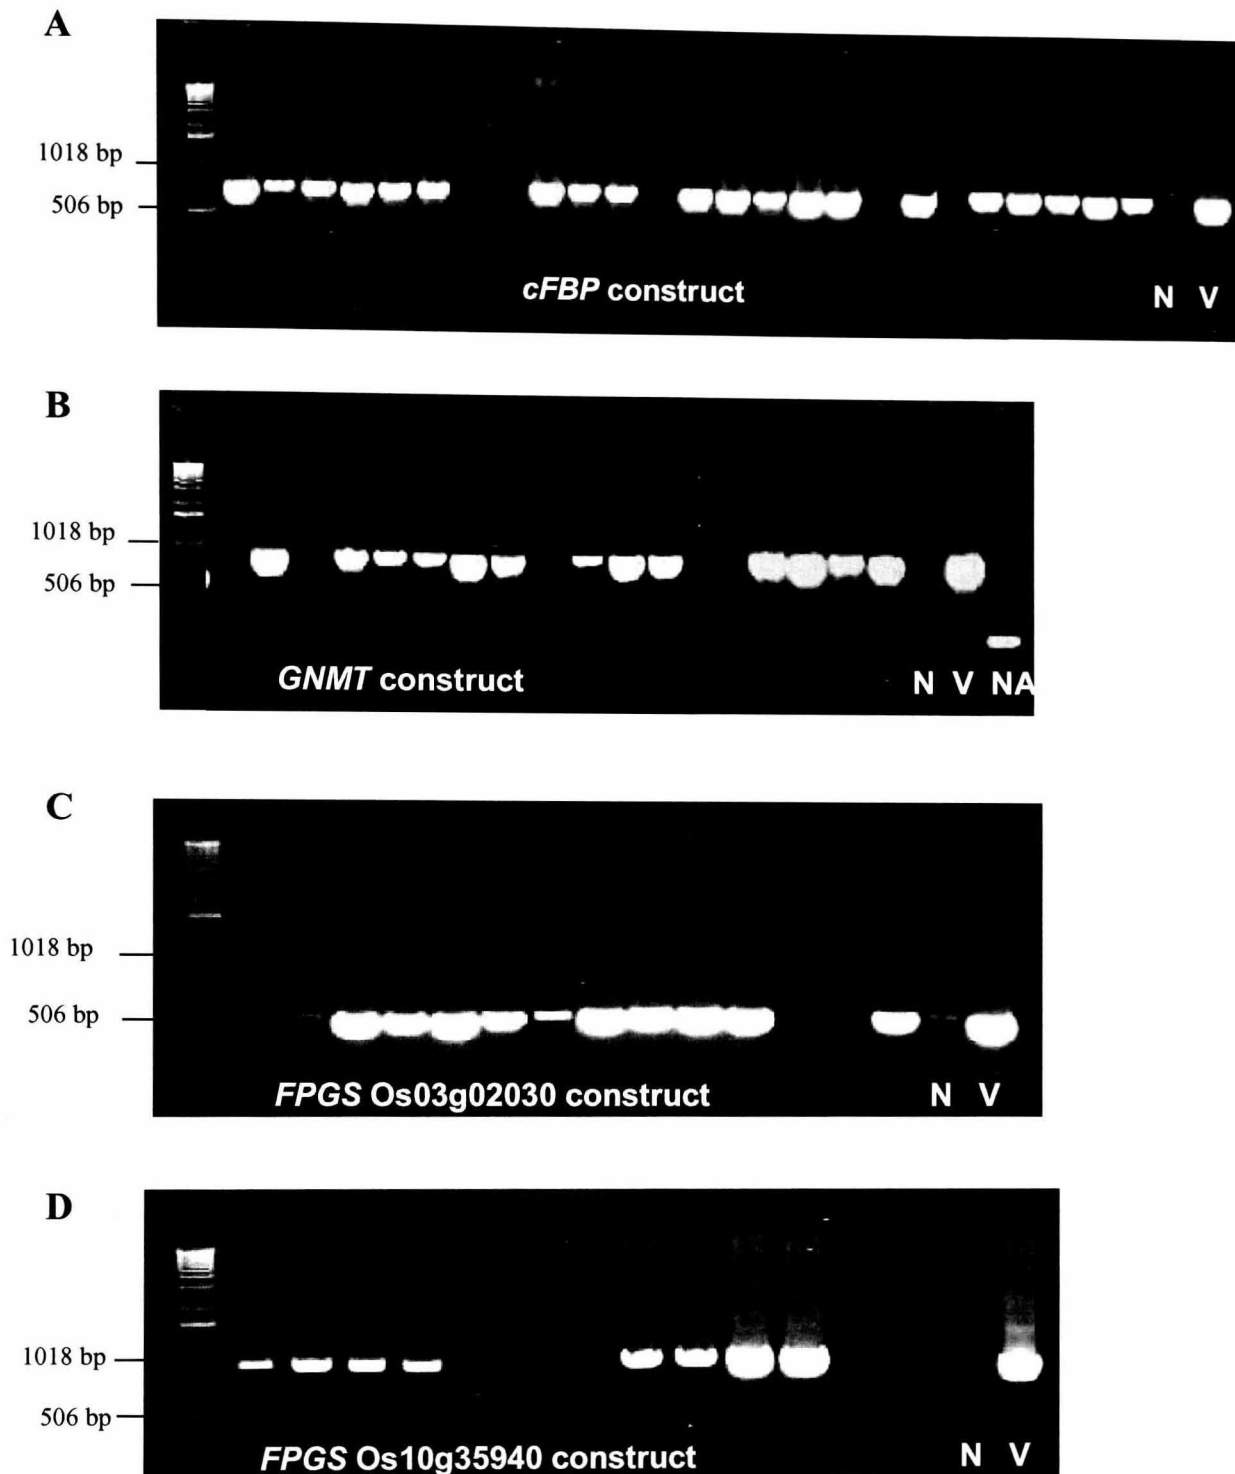 A
1018 bp
506 bp
cFBP construct
N V
B
1018 bp
506 bp
GNMT construct
N V NA
C
1018 bp
506 bp
FPGS Os03g02030 construct
N V
D
1018 bp
506 bp
FPGS Os10g35940 construct
N V